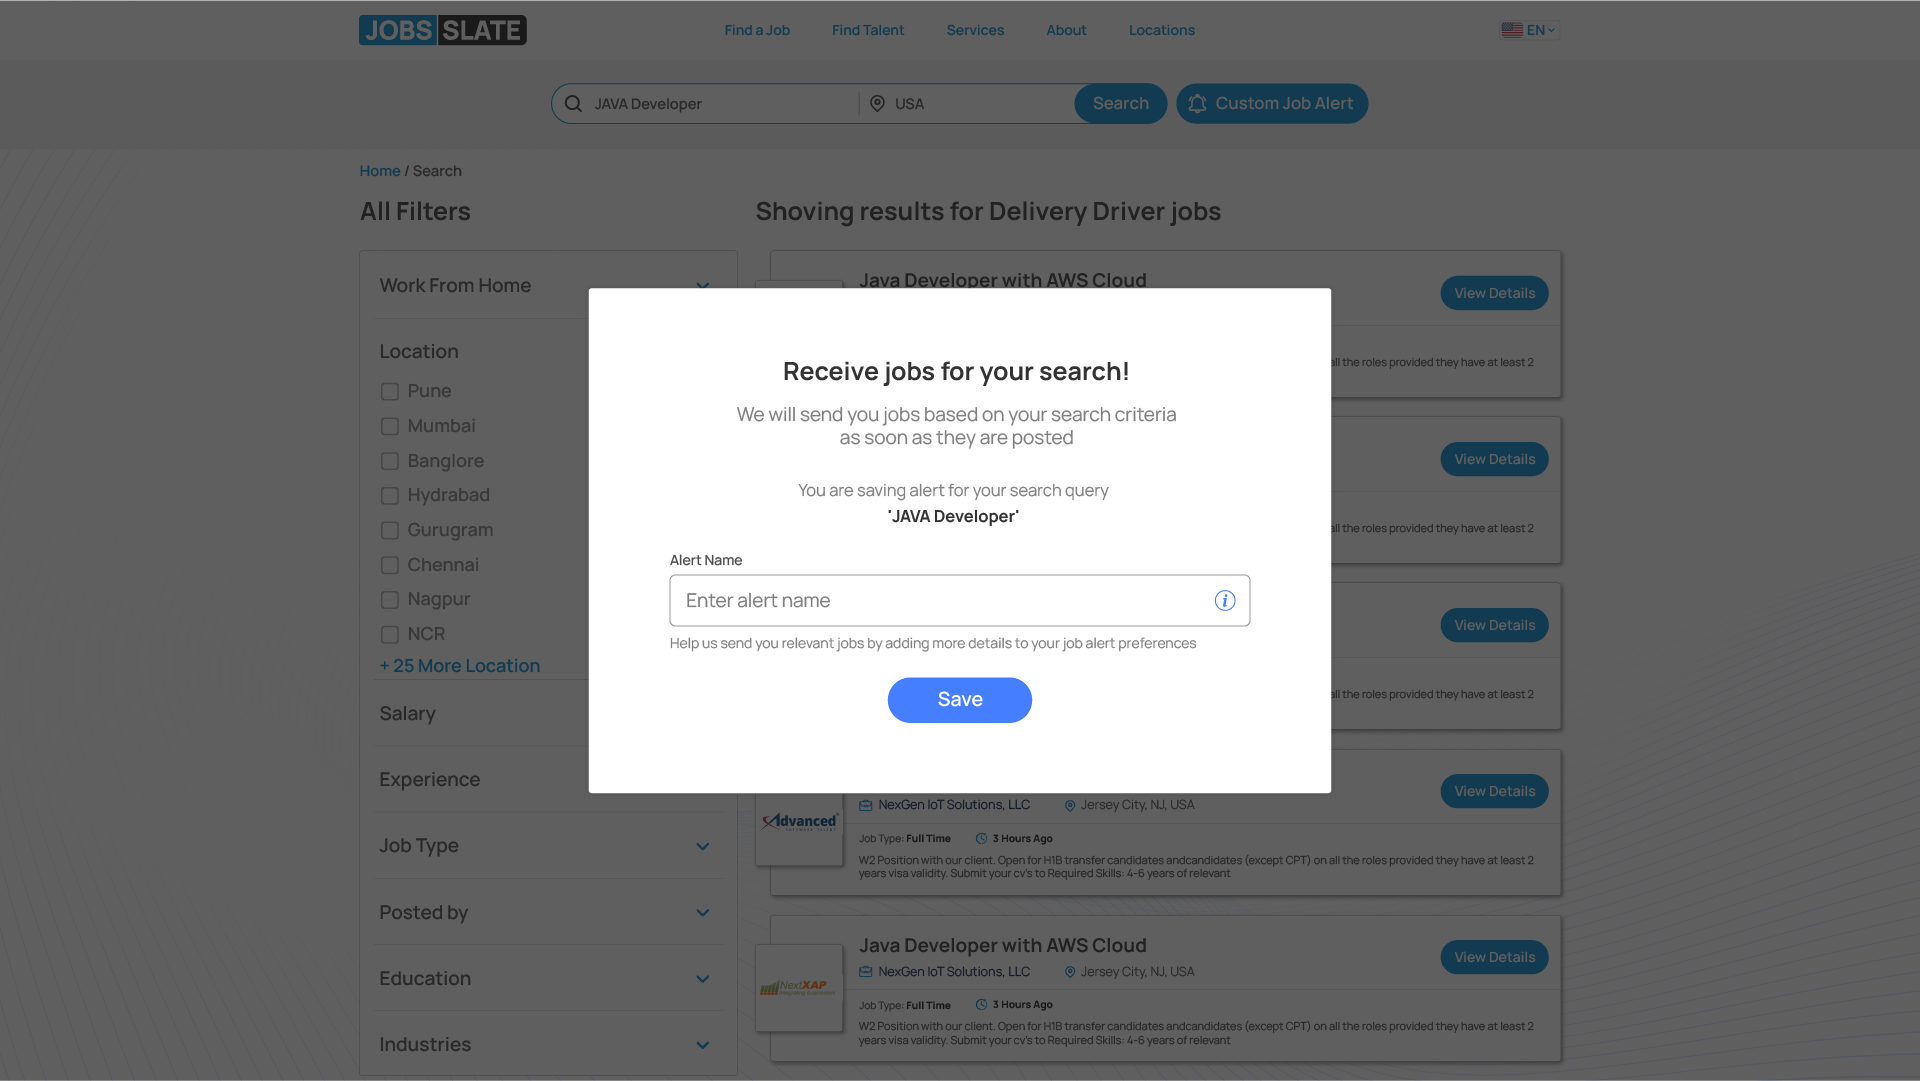 JOBS SLATE
Find a Job
Find Talent
Services
About
Locations
EN
JAVA Developer
USA
Search
Custom Job Alert
Home / Search
All Filters
Shoving results for Delivery Driver jobs
Work From Home
Location
Pune
Mumbai
Banglore
Hydrabad
Gurugram
Chennai
Nagpur
NCR
+ 25 More Location
Salary
Experience
Job Type
Posted by
Education
Industries
Java Developer with AWS Cloud
View Details
all the roles provided they have at least 2
View Details
all the roles provided they have at least 2
View Details
all the roles provided they have at least 2
Receive jobs for your search!
We will send you jobs based on your search criteria
as soon as they are posted
You are saving alert for your search query
'JAVA Developer'
Alert Name
Enter alert name
Help us send you relevant jobs by adding more details to your job alert preferences
Save
View Details
Advanced
NexGen IoT Solutions, LLC
Jersey City, NJ, USA
Job Type: Full Time
3 Hours Ago
W2 Position with our client. Open for H1B transfer candidates andcandidates (except CPT) on all the roles provided they have at least 2
years visa validity. Submit your cv's to Required Skills: 4-6 years of relevant
Java Developer with AWS Cloud
View Details
NextXAP
NexGen IoT Solutions, LLC
Jersey City, NJ, USA
Job Type: Full Time
3 Hours Ago
W2 Position with our client. Open for H1B transfer candidates andcandidates (except CPT) on all the roles provided they have at least 2
years visa validity. Submit your cv's to Required Skills: 4-6 years of relevant